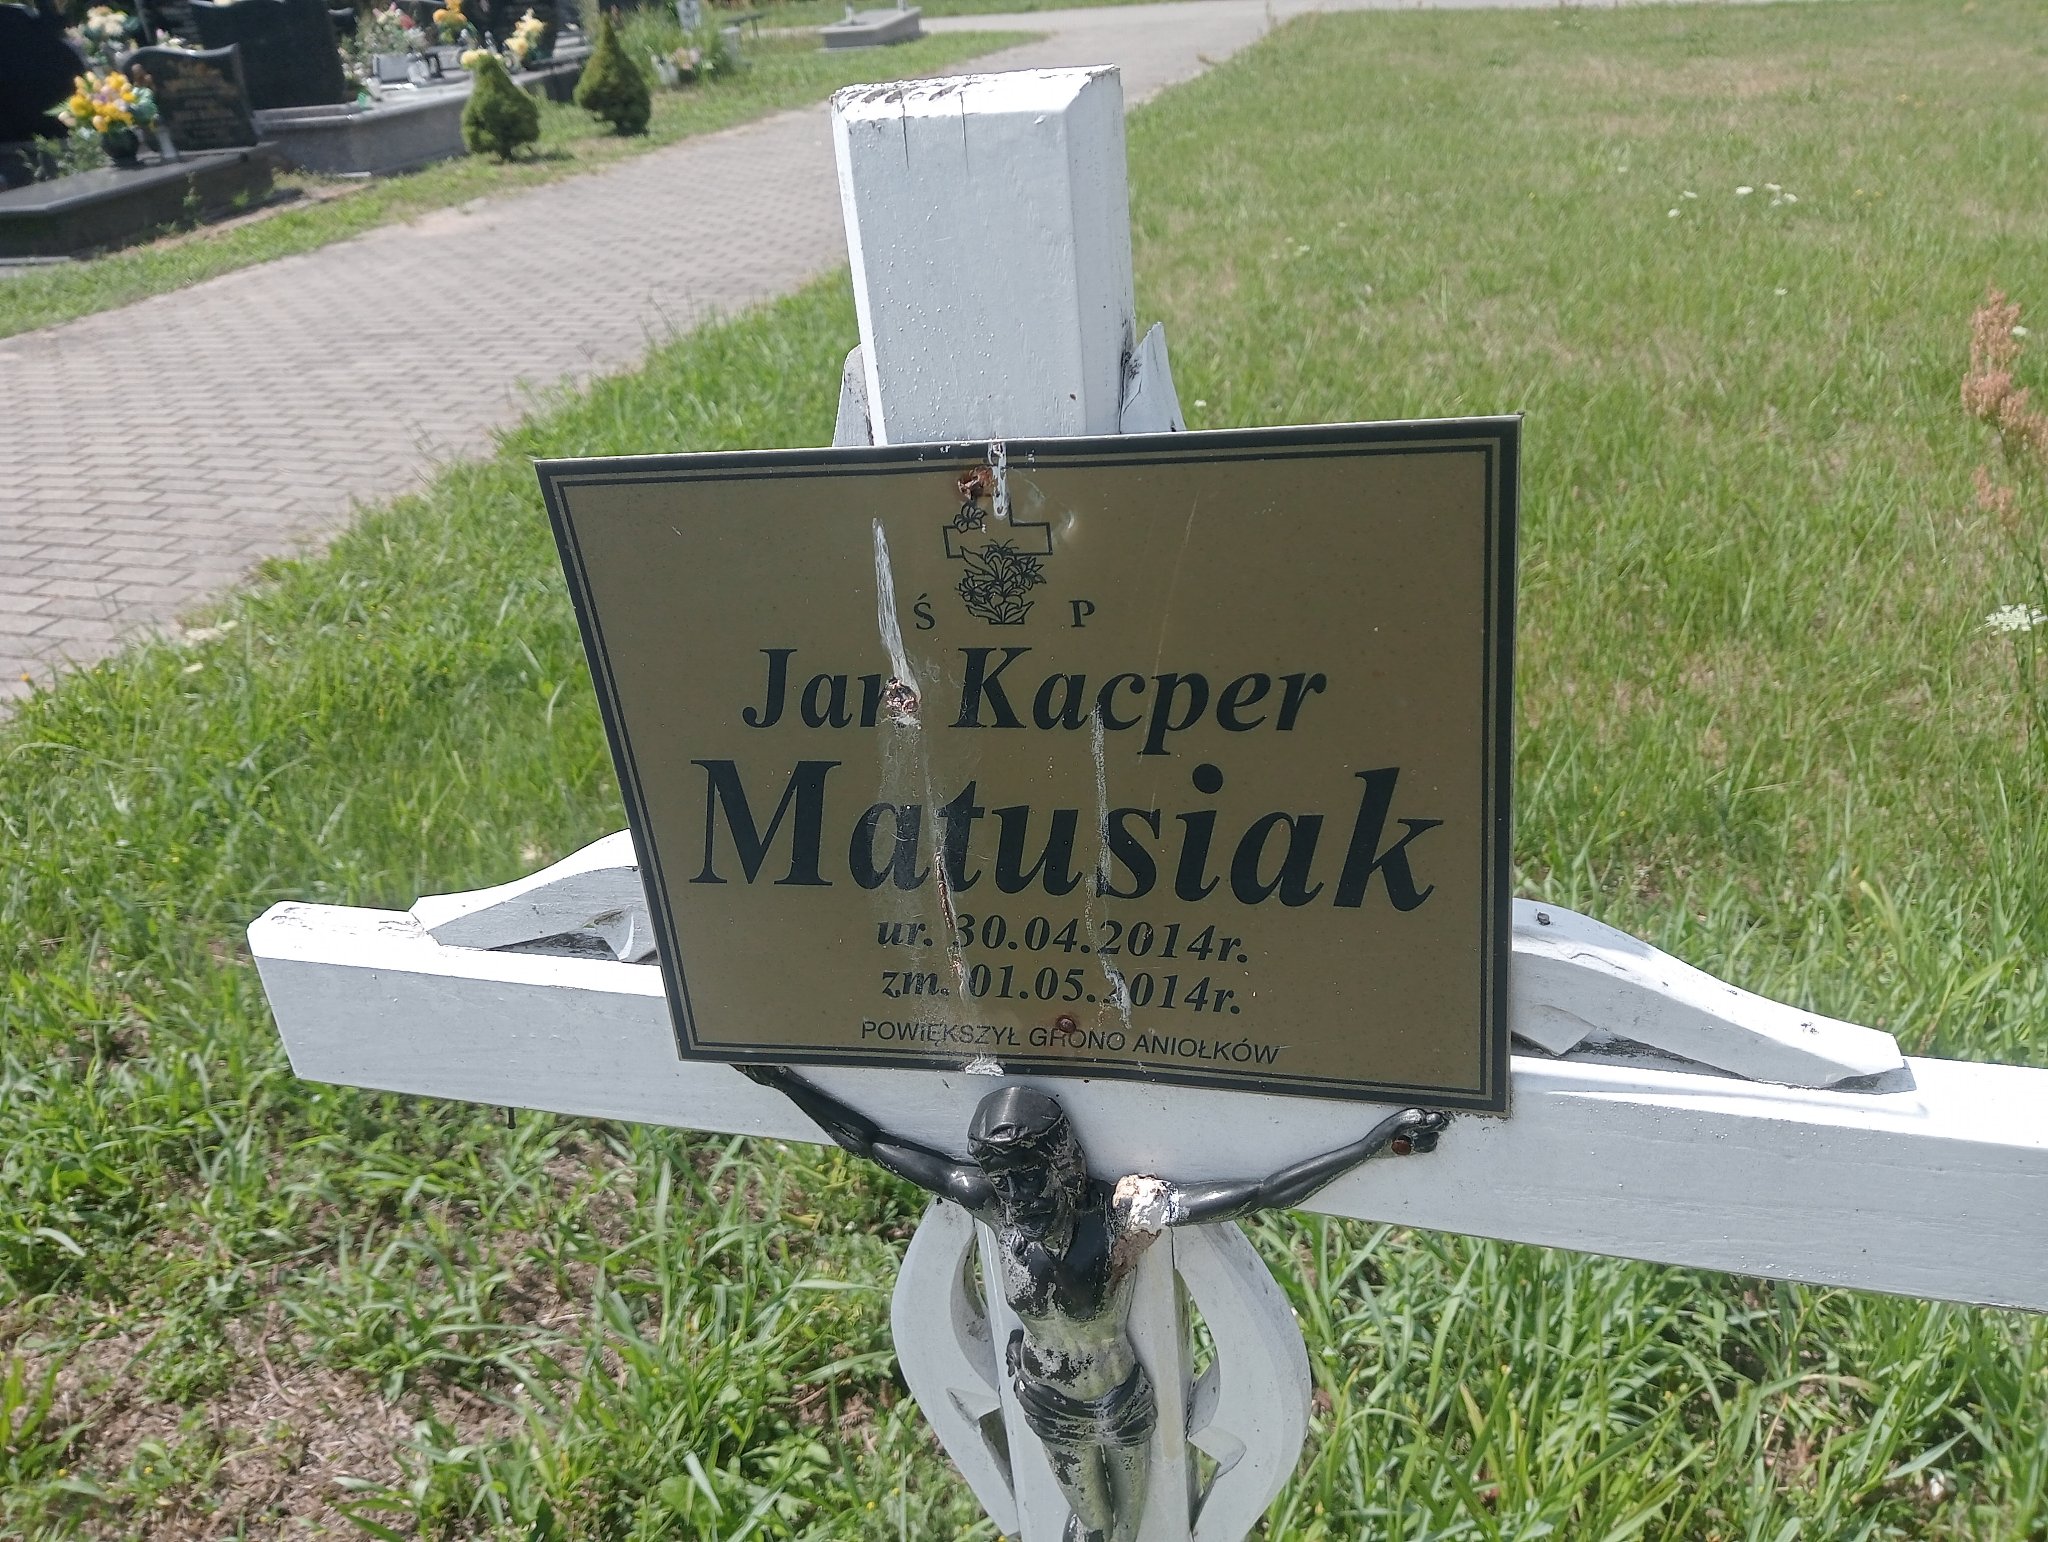 Ś P
Jan Kacper
Matusiak
ur. 30.04.2014r.
zm. 01.05.2014r.
POWIĘKSZYŁ GRONO ANIOŁKÓW